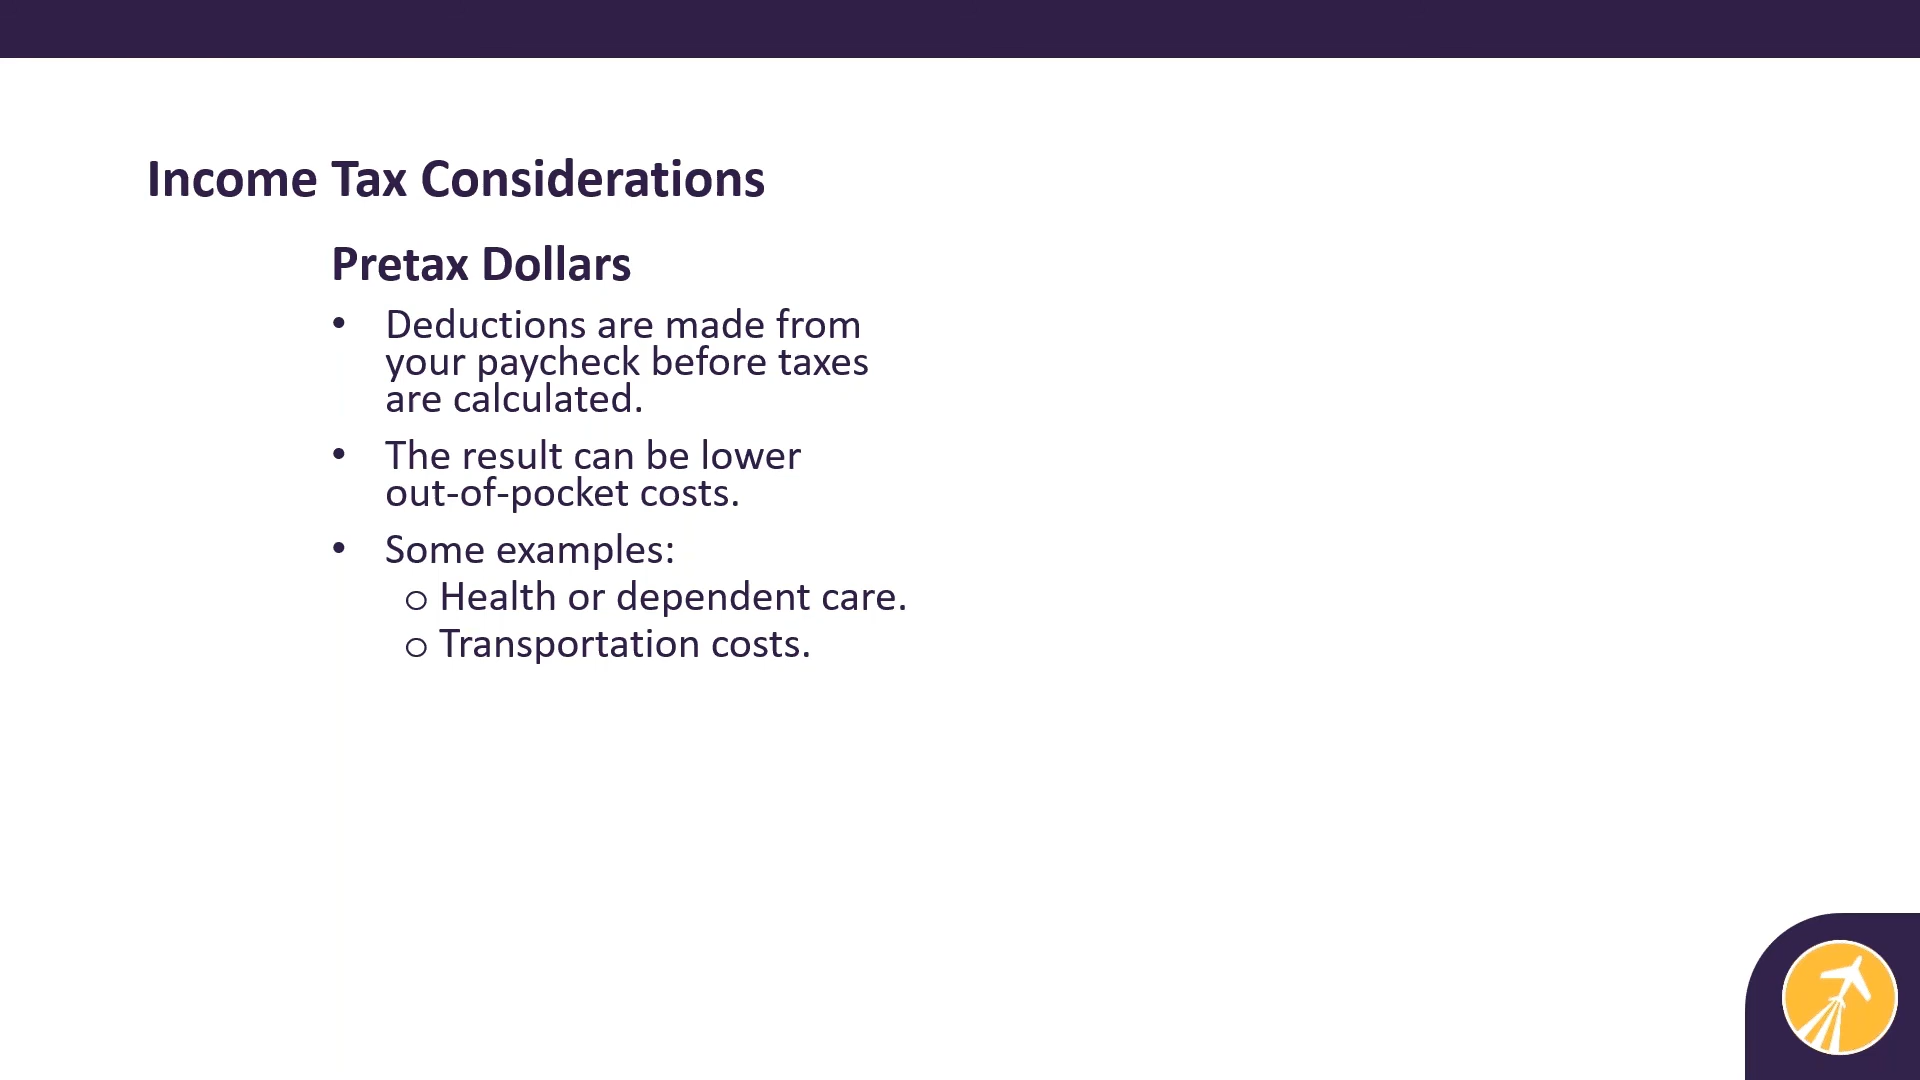 Income Tax Considerations
Pretax Dollars
• Deductions are made from
your paycheck before taxes
are calculated.
• The result can be lower
out-of-pocket costs.
• Some examples:
o Health or dependent care.
o Transportation costs.